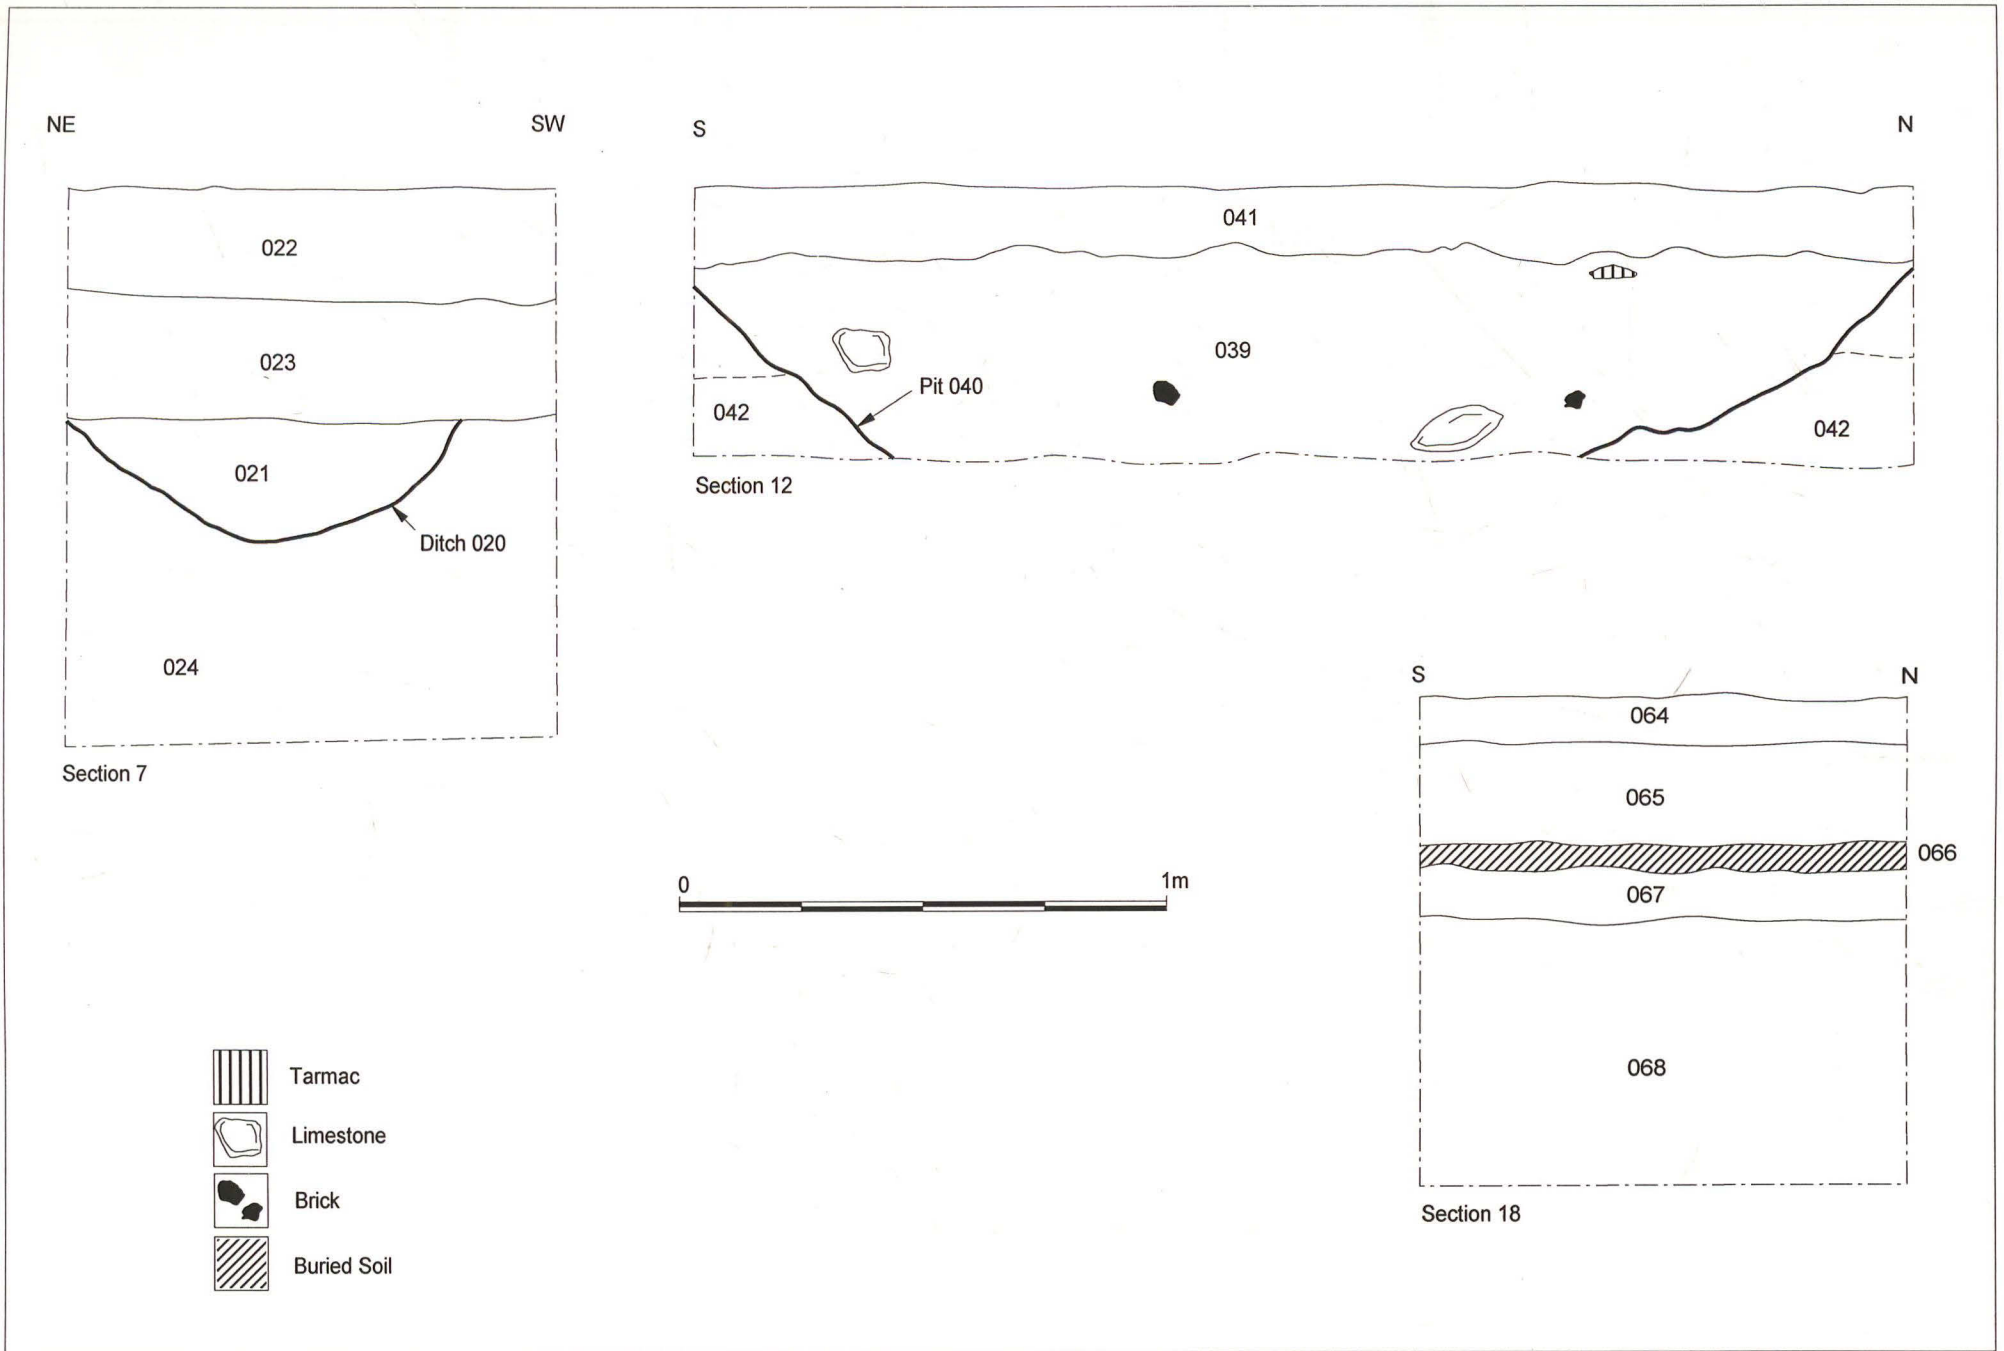 NE SW
022
023
021
Ditch 020
024
Section 7
S N
041
039
Pit 040
042
042
Section 12
S N
064
065
066
067
068
Section 18
0 1m
Tarmac
Limestone
Brick
Buried Soil